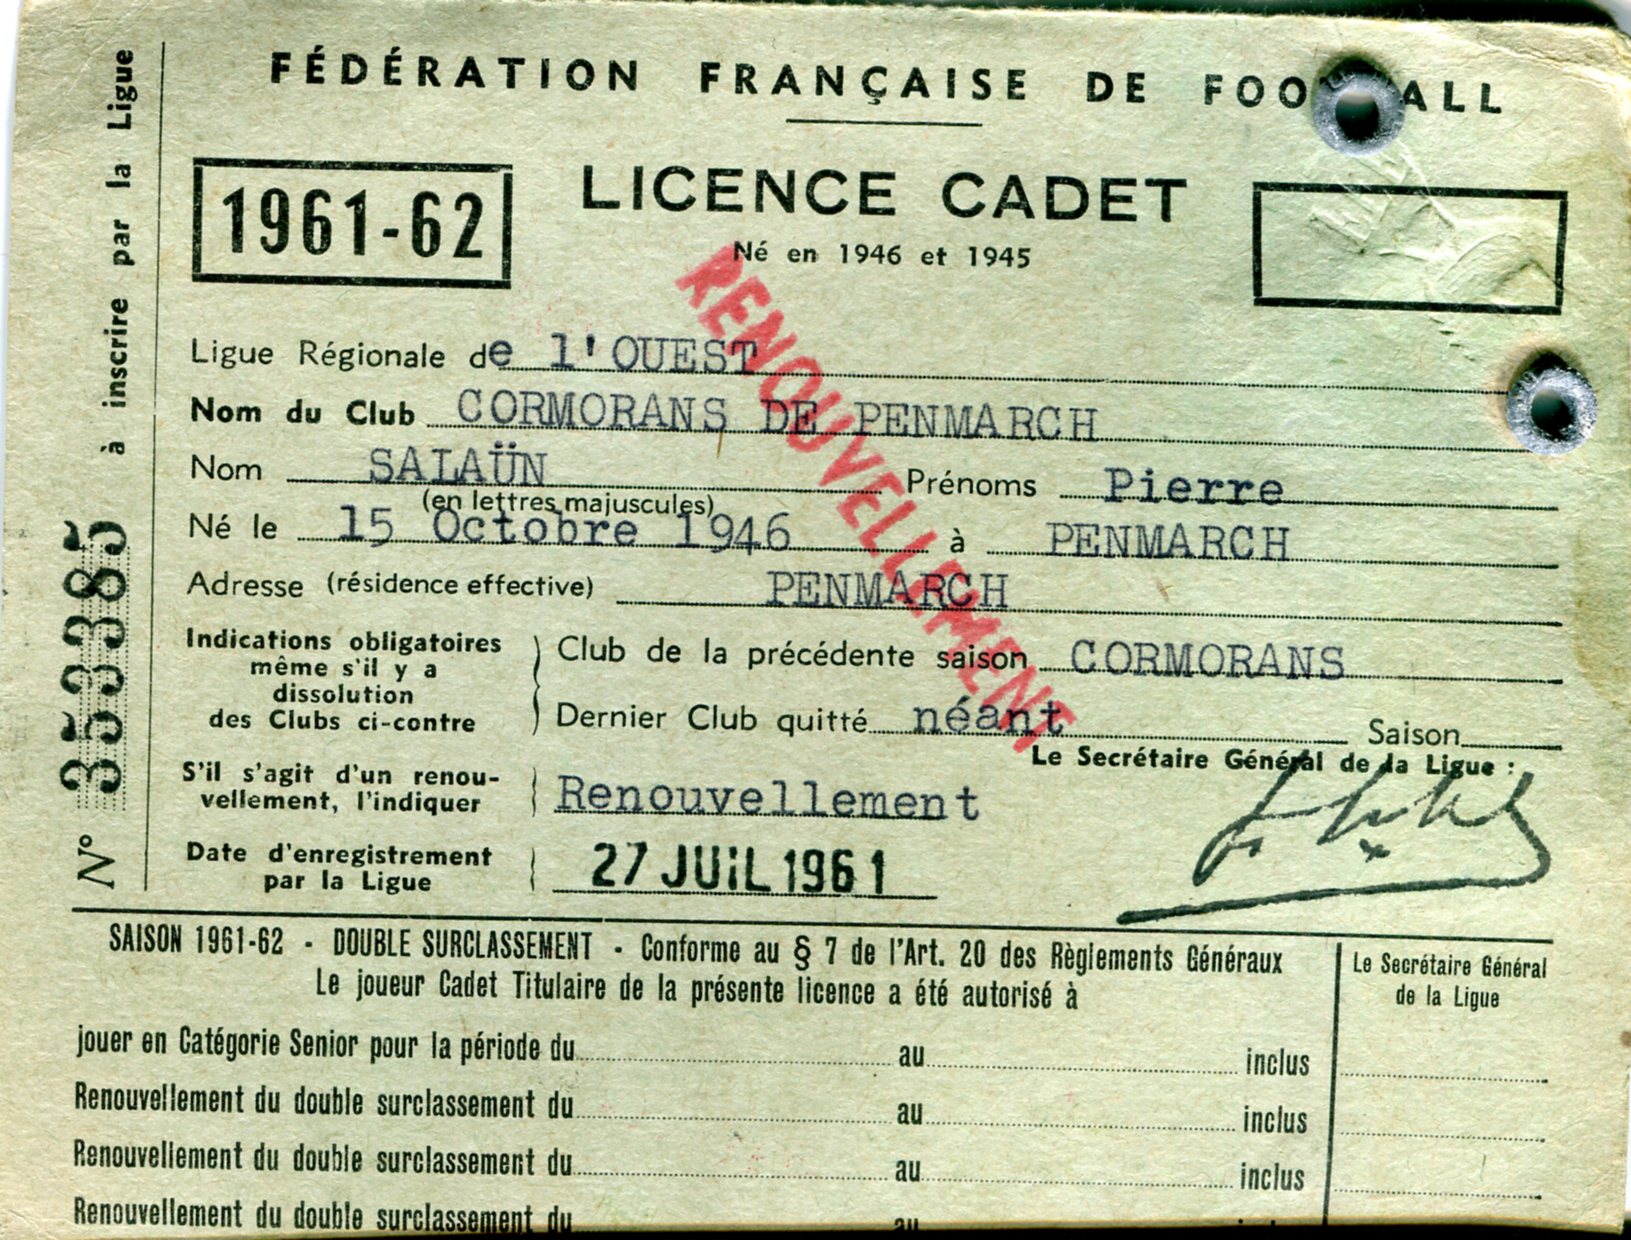 FÉDÉRATION FRANÇAISE DE FOO ALL
1961-62
LICENCE CADET
Né en 1946 et 1945
RENOUVELLEMENT
Ligue Régionale de l'OUEST
Nom du Club CORMORANS DE PENMARCH
Nom SALAÜN Prénoms Pierre
(en lettres majuscules)
Né le 15 Octobre 1946 à PENMARCH
Adresse (résidence effective) PENMARCH
Indications obligatoires
même s'il y a
dissolution
des Clubs ci-contre
Club de la précédente saison CORMORANS
Dernier Club quitté néant Saison
Le Secrétaire Général de la Ligue :
S'il s'agit d'un renou-
vellement, l'indiquer
Renouvellement
Date d'enregistrement
par la Ligue
27 JUIL 1961
N° 353385 à inscrire par la Ligue
SAISON 1961-62 - DOUBLE SURCLASSEMENT - Conforme au § 7 de l'Art. 20 des Règlements Généraux
Le joueur Cadet Titulaire de la présente licence a été autorisé à
Le Secrétaire Général
de la Ligue
jouer en Catégorie Senior pour la période du au inclus
Renouvellement du double surclassement du au inclus
Renouvellement du double surclassement du au inclus
Renouvellement du double surclassement du au